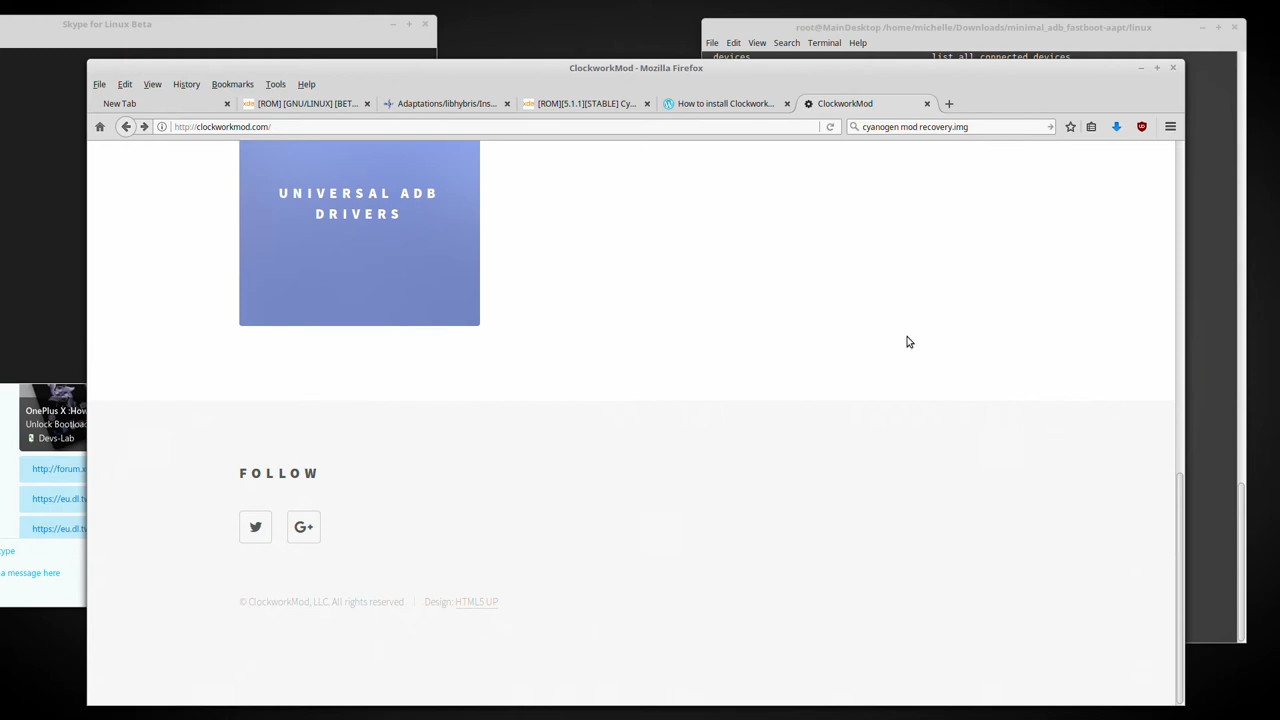 Skype for Linux Beta
root@MainDesktop /home/michelle/Downloads/minimal_adb_fastboot-aapt/linux
File Edit View Search Terminal Help
devices list all connected devices
ClockworkMod - Mozilla Firefox
File Edit View History Bookmarks Tools Help
New Tab
[ROM] [GNU/LINUX] [BET...
Adaptations/libhybris/Ins...
[ROM][5.1.1][STABLE] Cy...
How to install Clockwork...
ClockworkMod
http://clockworkmod.com/
cyanogen mod recovery.img
UNIVERSAL ADB
DRIVERS
OnePlus X :How
Unlock Bootloa
Devs-Lab
http://forum.x
https://eu.dl.tv
https://eu.dl.tv
ype
a message here
FOLLOW
G+
© ClockworkMod, LLC. All rights reserved | Design: HTML5 UP